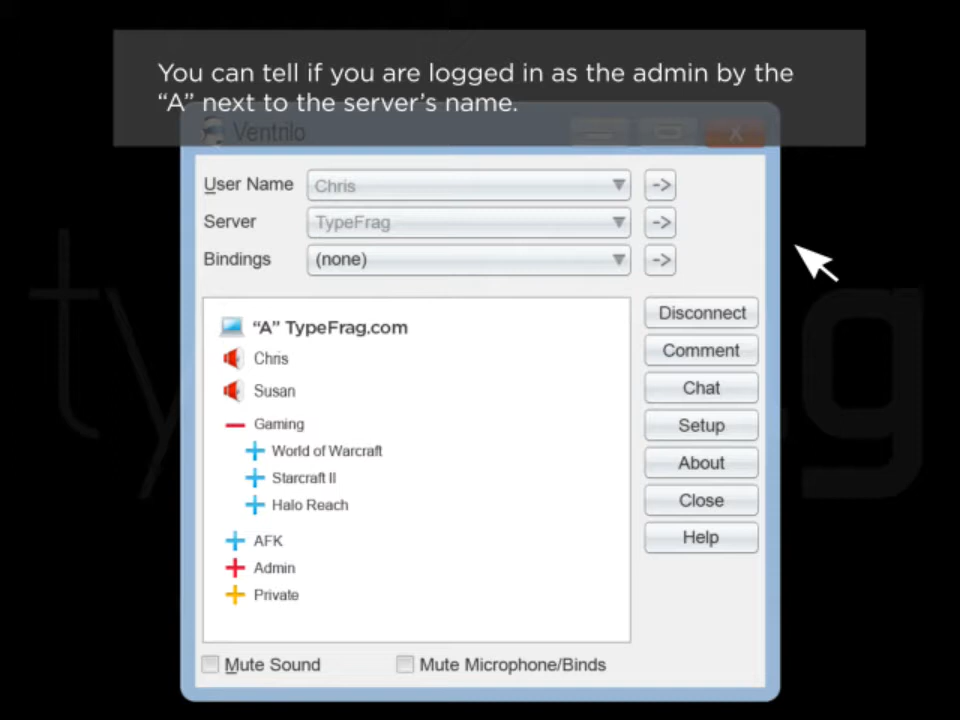 You can tell if you are logged in as the admin by the
“A” next to the server’s name.
Ventrilo
User Name Chris ->
Server TypeFrag ->
Bindings (none) ->
“A” TypeFrag.com
Chris
Susan
Gaming
World of Warcraft
Starcraft II
Halo Reach
AFK
Admin
Private
Disconnect
Comment
Chat
Setup
About
Close
Help
Mute Sound
Mute Microphone/Binds